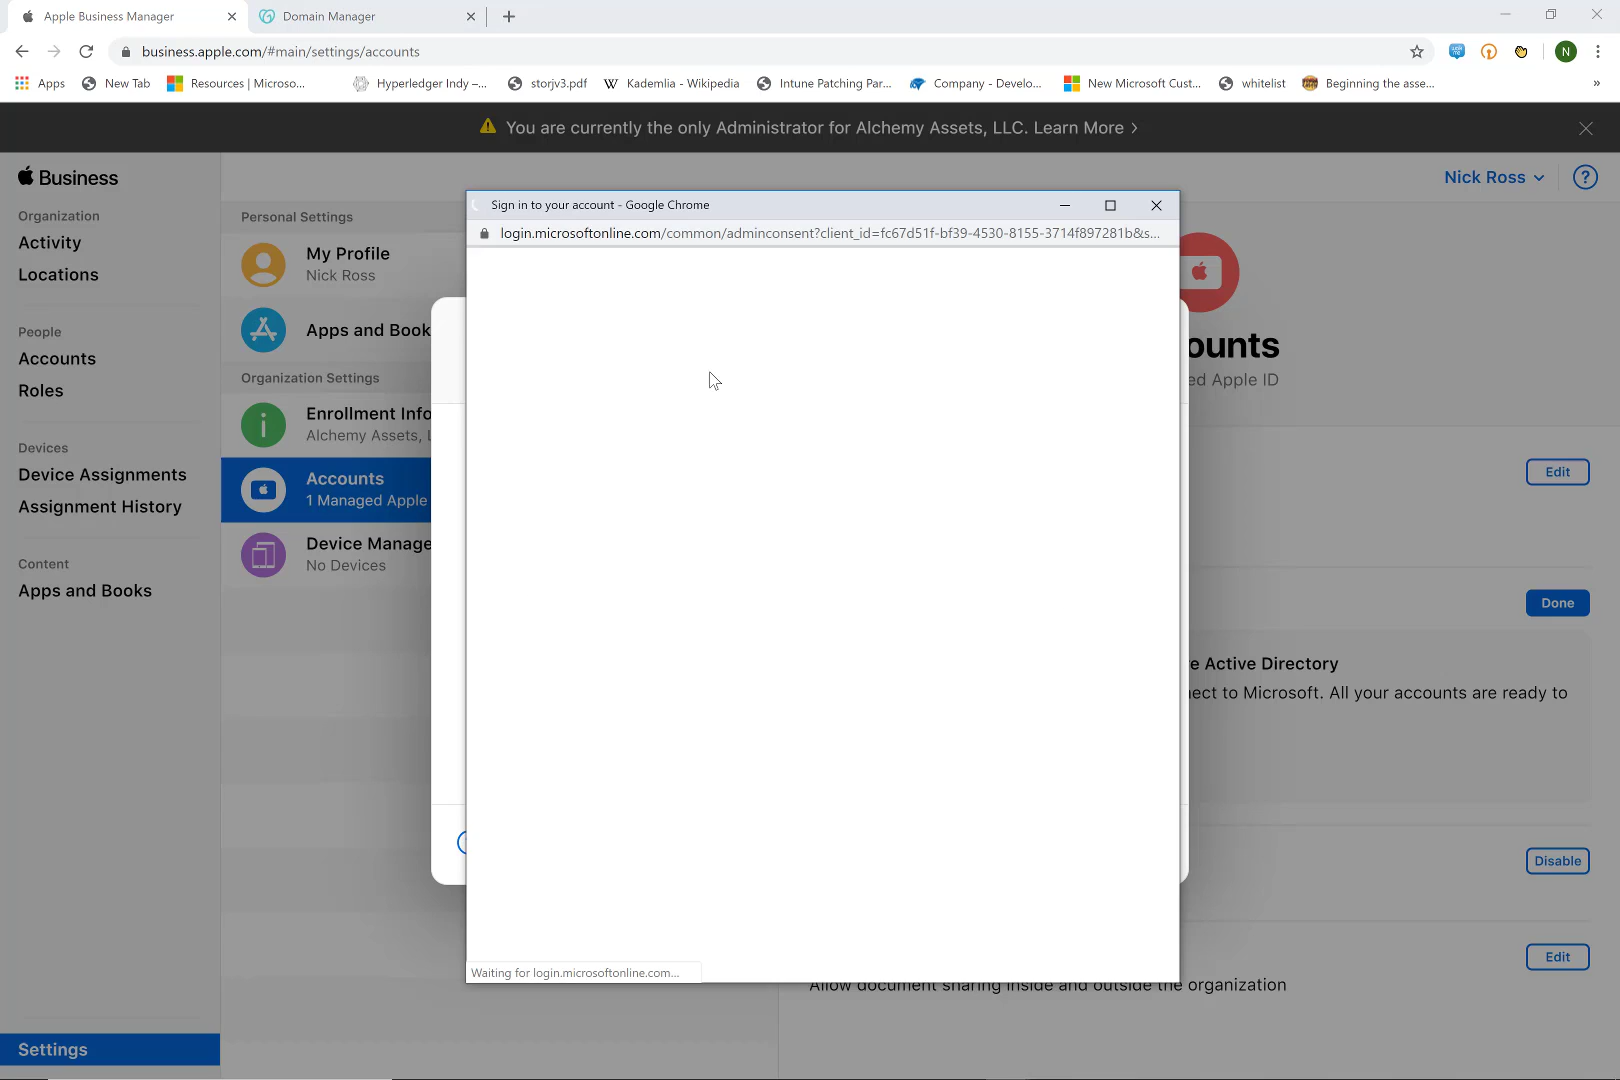 Apple Business Manager
Domain Manager
business.apple.com/#main/settings/accounts
N
Apps
New Tab
Resources | Microso...
Hyperledger Indy –...
storjv3.pdf
W Kademlia - Wikipedia
Intune Patching Par...
Company - Develo...
New Microsoft Cust...
whitelist
Beginning the asse...
»
You are currently the only Administrator for Alchemy Assets, LLC. Learn More >
Business
Nick Ross
?
Organization
Activity
Locations
People
Accounts
Roles
Devices
Device Assignments
Assignment History
Content
Apps and Books
Settings
Personal Settings
My Profile
Nick Ross
Apps and Book
Organization Settings
Enrollment Info
Alchemy Assets, L
Accounts
1 Managed Apple
Device Manage
No Devices
Sign in to your account - Google Chrome
login.microsoftonline.com/common/adminconsent?client_id=fc67d51f-bf39-4530-8155-3714f897281b&s...
Waiting for login.microsoftonline.com...
ounts
ed Apple ID
Edit
Done
e Active Directory
nect to Microsoft. All your accounts are ready to
Disable
Edit
Allow document sharing inside and outside the organization